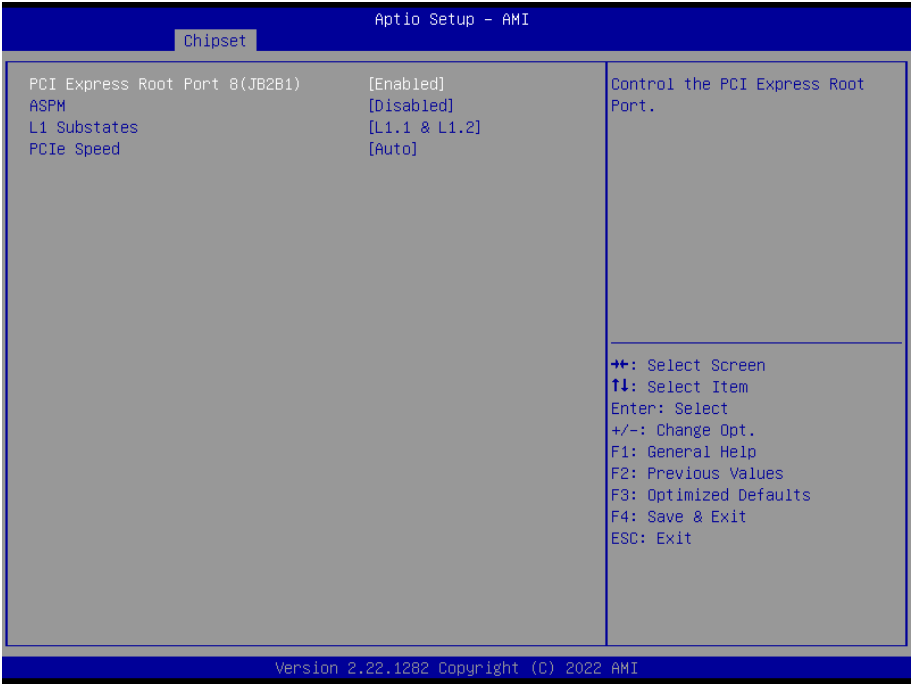 Aptio Setup – AMI
Chipset
PCI Express Root Port 8(JB2B1) [Enabled]
ASPM [Disabled]
L1 Substates [L1.1 & L1.2]
PCIe Speed [Auto]
Control the PCI Express Root
Port.
→←: Select Screen
↑↓: Select Item
Enter: Select
+/-: Change Opt.
F1: General Help
F2: Previous Values
F3: Optimized Defaults
F4: Save & Exit
ESC: Exit
Version 2.22.1282 Copyright (C) 2022 AMI